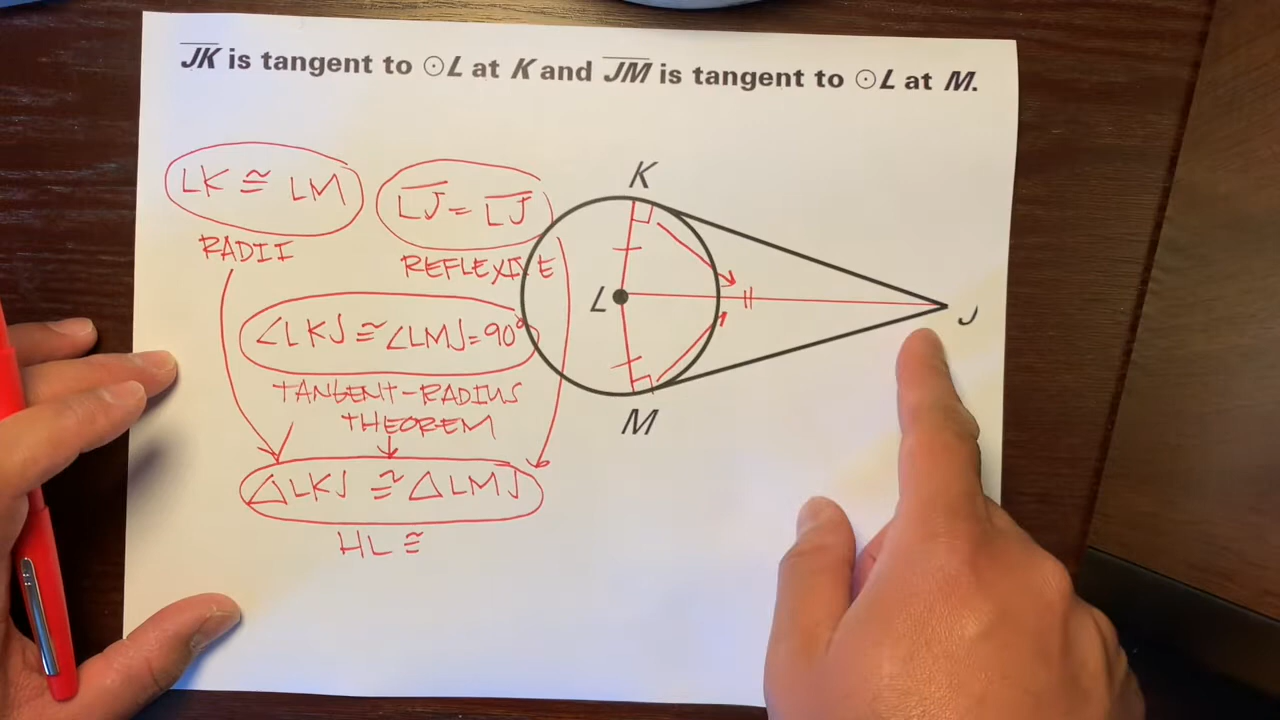 JK is tangent to ⊙L at K and JM is tangent to ⊙L at M.
LK ≅ LM
RADII
LJ = LJ
REFLEXIVE
∠LKJ ≅ ∠LMJ = 90°
TANGENT-RADIUS
THEOREM
△LKJ ≅ △LMJ
HL ≅
K
L
J
M